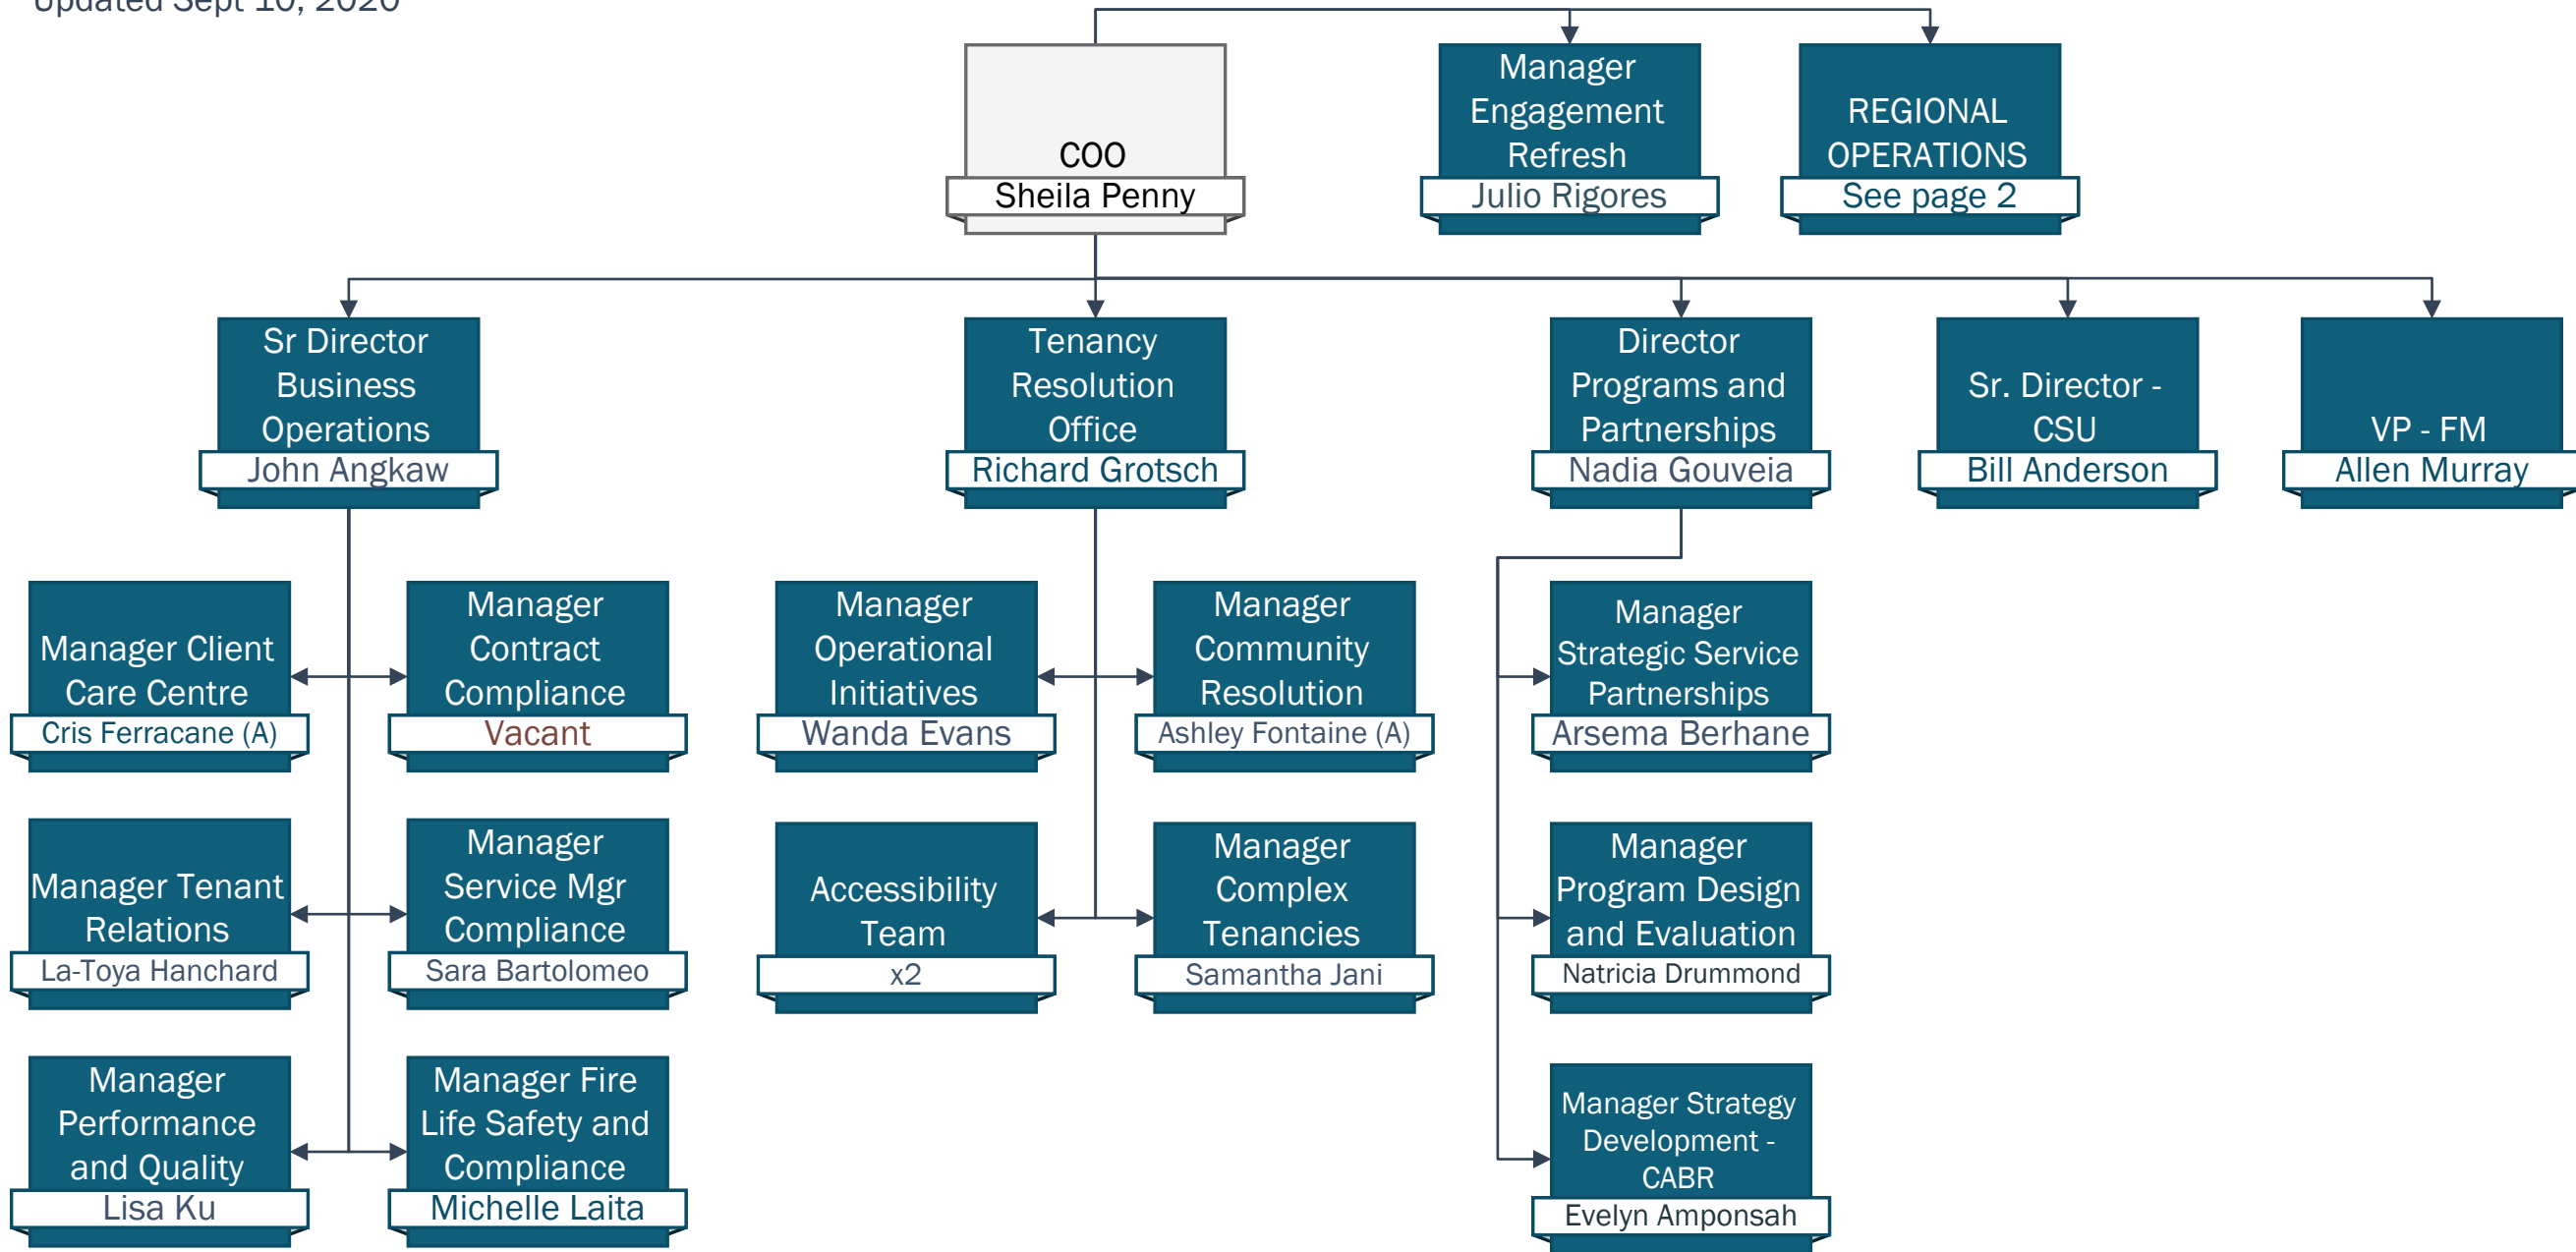 Updated Sept 10, 2020
Manager
Engagement
Refresh
Julio Rigores
REGIONAL
OPERATIONS
See page 2
COO
Sheila Penny
Sr Director
Business
Operations
John Angkaw
Tenancy
Resolution
Office
Richard Grotsch
Director
Programs and
Partnerships
Nadia Gouveia
Sr. Director -
CSU
Bill Anderson
VP - FM
Allen Murray
Manager Client
Care Centre
Cris Ferracane (A)
Manager
Contract
Compliance
Vacant
Manager
Operational
Initiatives
Wanda Evans
Manager
Community
Resolution
Ashley Fontaine (A)
Manager
Strategic Service
Partnerships
Arsema Berhane
Manager Tenant
Relations
La-Toya Hanchard
Manager
Service Mgr
Compliance
Sara Bartolomeo
Accessibility
Team
x2
Manager
Complex
Tenancies
Samantha Jani
Manager
Program Design
and Evaluation
Natricia Drummond
Manager
Performance
and Quality
Lisa Ku
Manager Fire
Life Safety and
Compliance
Michelle Laita
Manager Strategy
Development -
CABR
Evelyn Amponsah